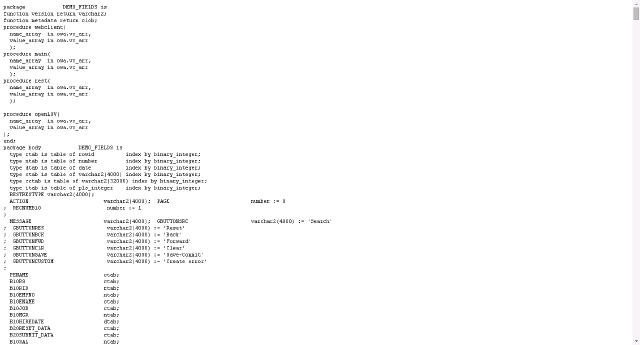 package DEMO_FIELDS is
function version return varchar2;
function metadata return clob;
procedure webclient(
name_array in owa.vc_arr,
value_array in owa.vc_arr
);
procedure main(
name_array in owa.vc_arr,
value_array in owa.vc_arr
);
procedure rest(
name_array in owa.vc_arr,
value_array in owa.vc_arr
);
procedure openLOV(
name_array in owa.vc_arr,
value_array in owa.vc_arr
);
end;
package body DEMO_FIELDS is
type rtab is table of rowid index by binary_integer;
type ntab is table of number index by binary_integer;
type dtab is table of date index by binary_integer;
type ctab is table of varchar2(4000) index by binary_integer;
type cctab is table of varchar2(32000) index by binary_integer;
type itab is table of pls_integer index by binary_integer;
RESTRESTYPE varchar2(4000);
ACTION varchar2(4000); PAGE number := 0
; RECNUMB10 number := 1
;
MESSAGE varchar2(4000); GBUTTONSRC varchar2(4000) := 'Search'
; GBUTTONRES varchar2(4000) := 'Reset'
; GBUTTONBCK varchar2(4000) := 'Back'
; GBUTTONFWD varchar2(4000) := 'Forward'
; GBUTTONCLR varchar2(4000) := 'Clear'
; GBUTTONSAVE varchar2(4000) := 'Save-Commit'
; GBUTTONCUSTOM varchar2(4000) := 'Create error'
;
PENAME ctab;
B10RS ctab;
B10RID rtab;
B10EMPNO ntab;
B10ENAME ctab;
B10JOB ctab;
B10MGR ntab;
B10HIREDATE dtab;
B20RESET_DATA ctab;
B20SUBMIT_DATA ctab;
B10SAL ntab;